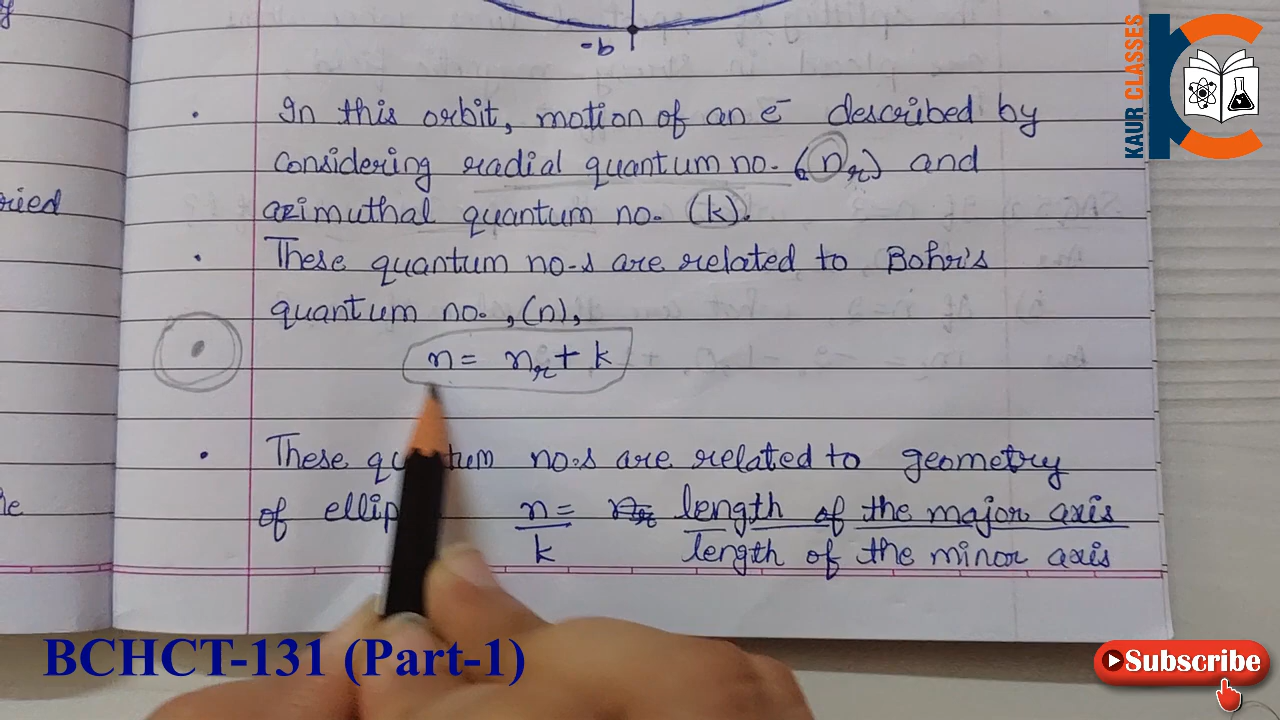 -b
In this orbit, motion of an e⁻ described by
Considering radial quantum no. (nr) and
azimuthal quantum no. (k).
These quantum no.s are related to Bohr's
quantum no. , (n),
n = nr + k
These quantum no.s are related to geometry
of n = length of the major axis
k length of the minor axis
ried
KAUR CLASSES
BCHCT-131 (Part-1)
Subscribe